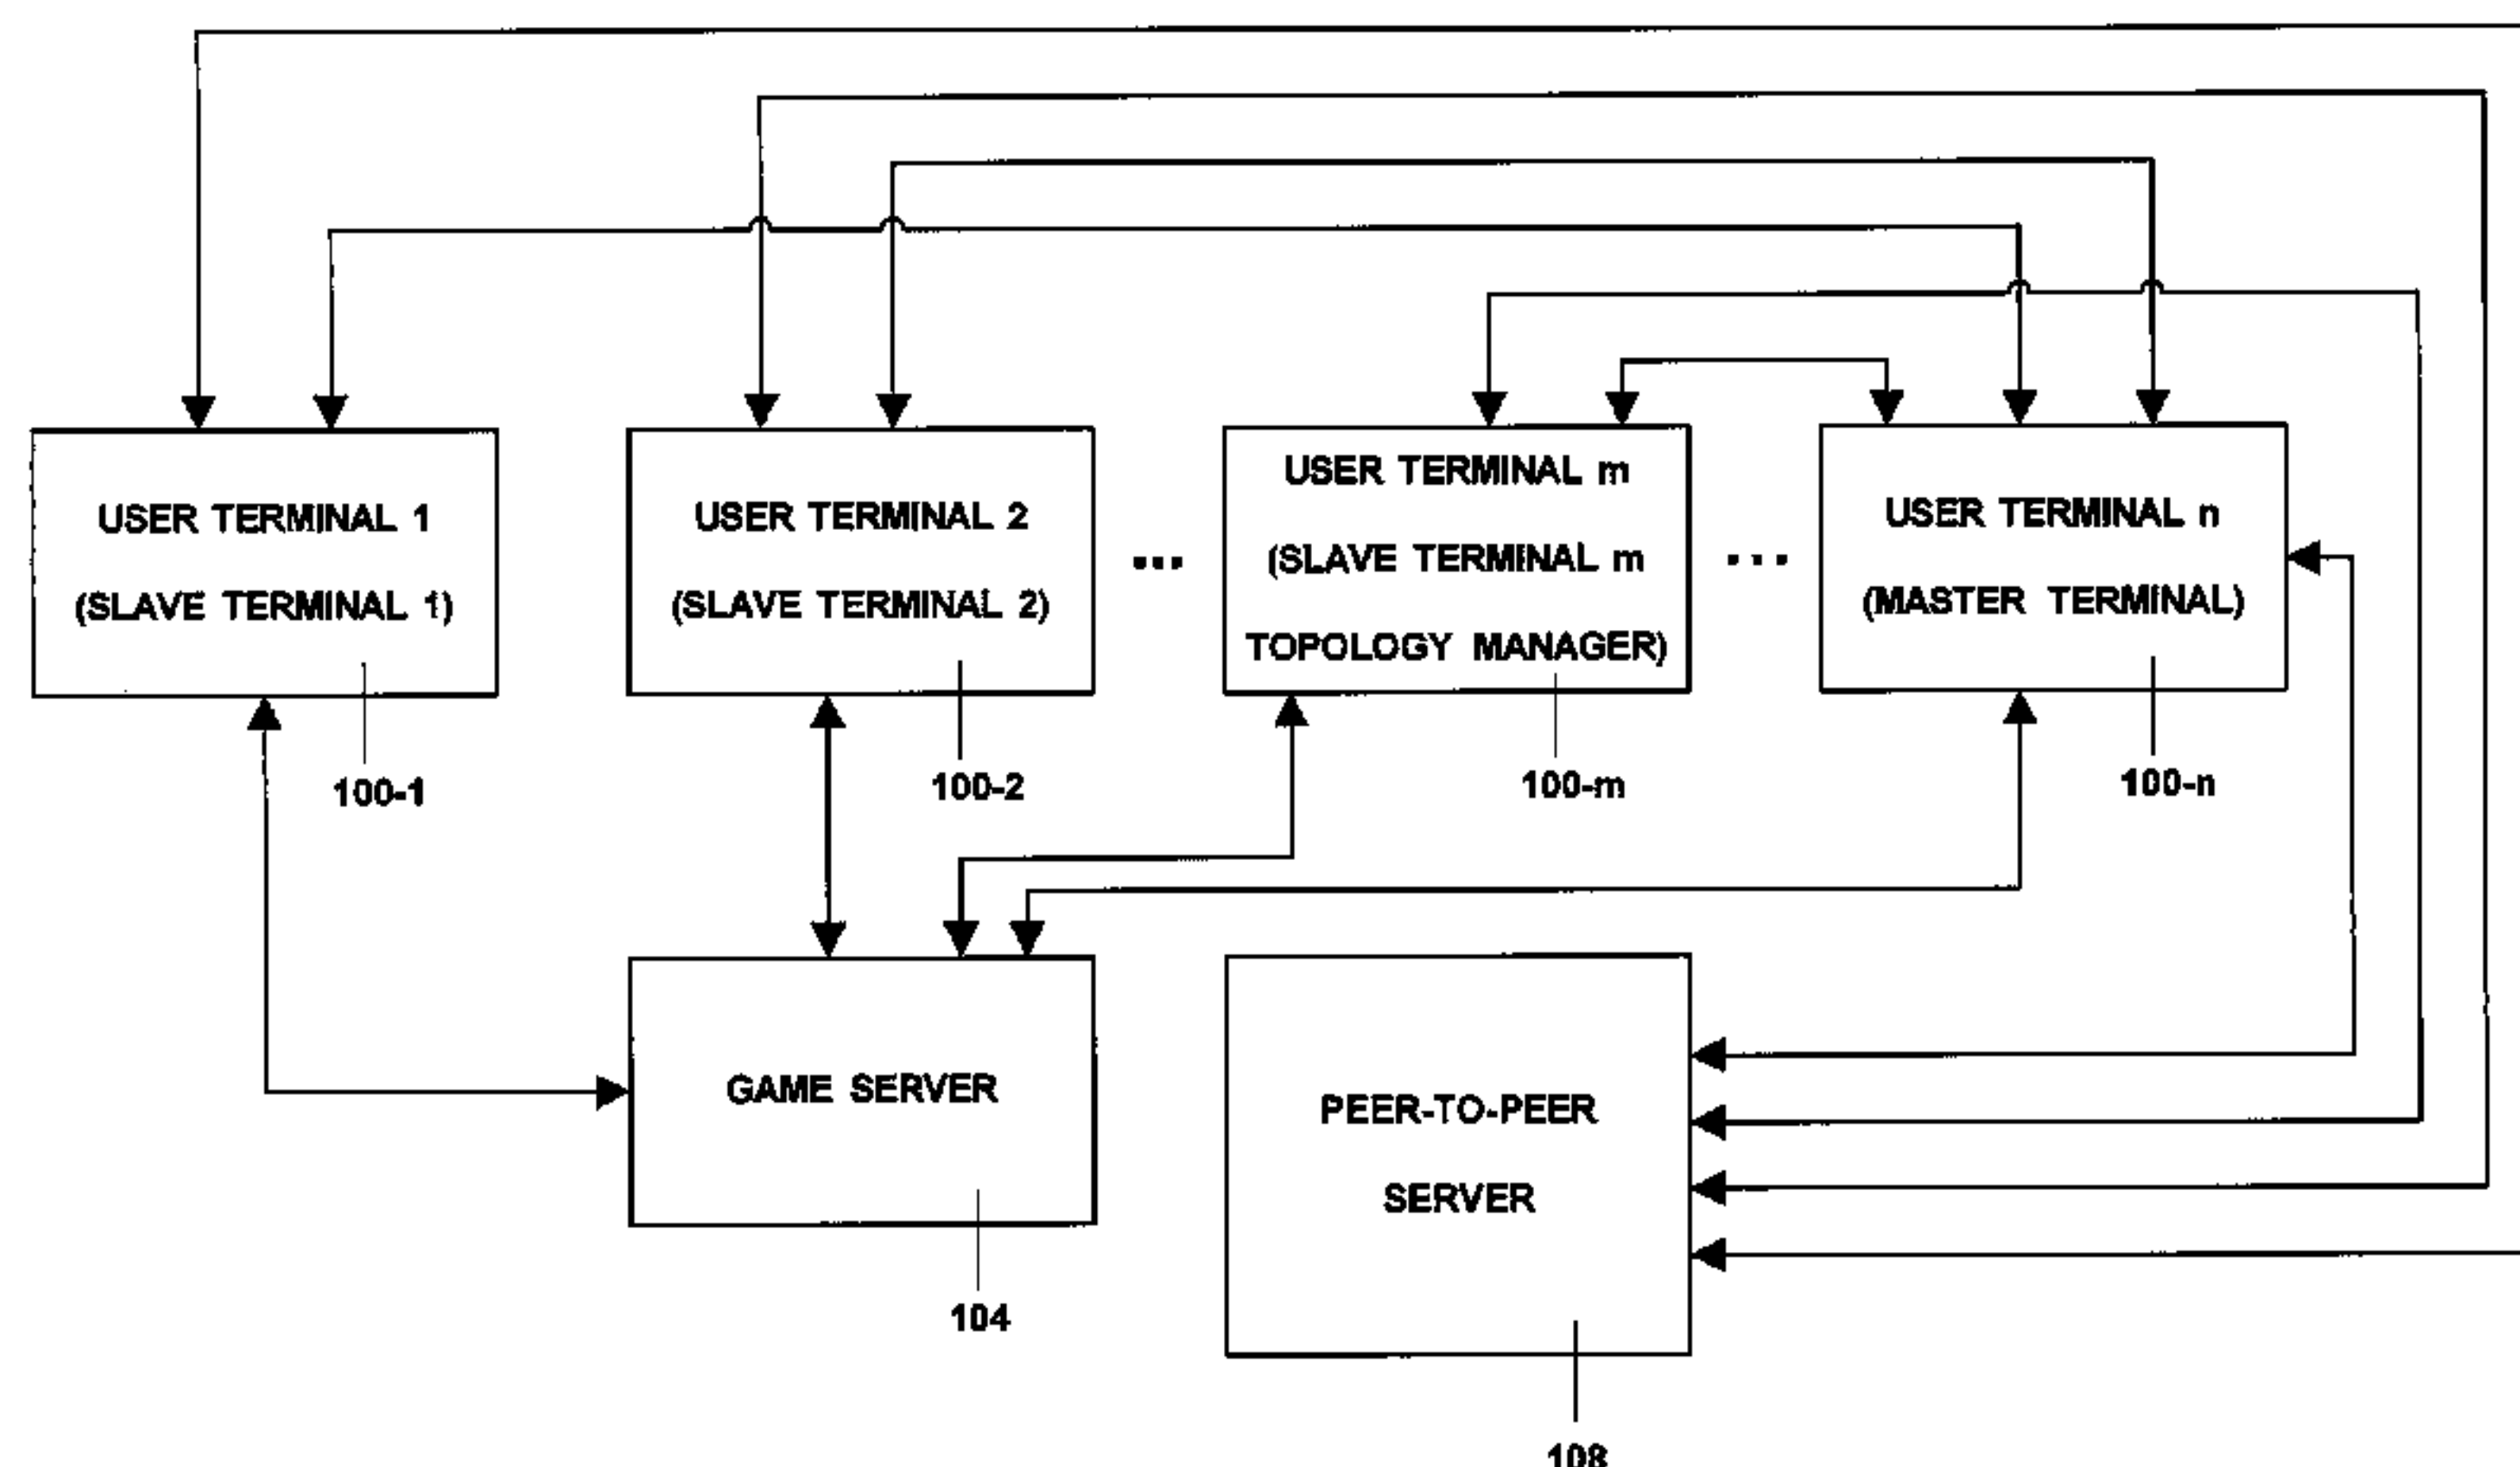 USER TERMINAL 1
(SLAVE TERMINAL 1)
100-1
USER TERMINAL 2
(SLAVE TERMINAL 2)
100-2
...
USER TERMINAL m
(SLAVE TERMINAL m
TOPOLOGY MANAGER)
100-m
...
USER TERMINAL n
(MASTER TERMINAL)
100-n
GAME SERVER
104
PEER-TO-PEER
SERVER
108